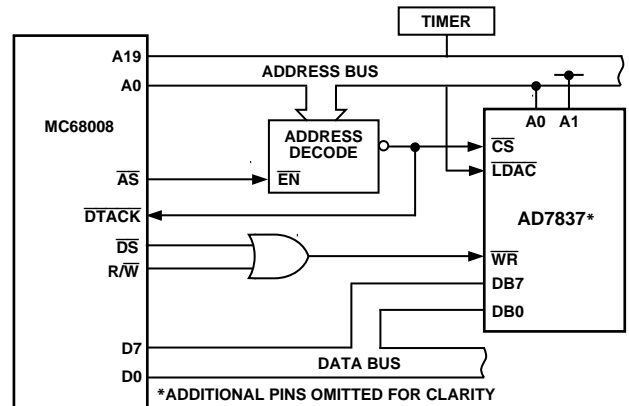 TIMER
A19
ADDRESS BUS
A0
MC68008
A0 A1
ADDRESS
DECODE
CS
EN
LDAC
AS
AD7837*
DTACK
DS
WR
R/W
DB7
DB0
D7
DATA BUS
D0
*ADDITIONAL PINS OMITTED FOR CLARITY